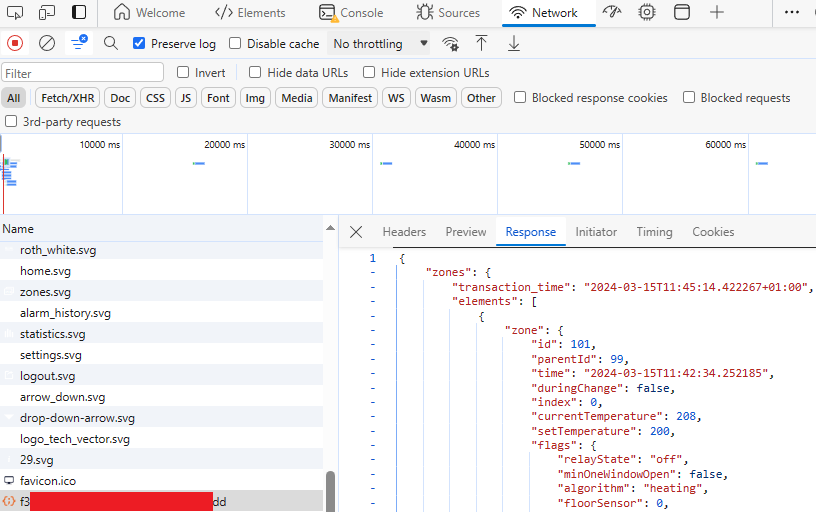 Welcome Elements Console Sources Network
Preserve log Disable cache No throttling
Filter Invert Hide data URLs Hide extension URLs
All Fetch/XHR Doc CSS JS Font Img Media Manifest WS Wasm Other Blocked response cookies Blocked requests
3rd-party requests
10000 ms 20000 ms 30000 ms 40000 ms 50000 ms 60000 ms
Name
roth_white.svg
home.svg
zones.svg
alarm_history.svg
statistics.svg
settings.svg
logout.svg
arrow_down.svg
drop-down-arrow.svg
logo_tech_vector.svg
29.svg
favicon.ico
f3 dd
Headers Preview Response Initiator Timing Cookies
1 {
- "zones": {
- "transaction_time": "2024-03-15T11:45:14.422267+01:00",
- "elements": [
- {
- "zone": {
- "id": 101,
- "parentId": 99,
- "time": "2024-03-15T11:42:34.252185",
- "duringChange": false,
- "index": 0,
- "currentTemperature": 208,
- "setTemperature": 200,
- "flags": {
- "relayState": "off",
- "minOneWindowOpen": false,
- "algorithm": "heating",
- "floorSensor": 0,